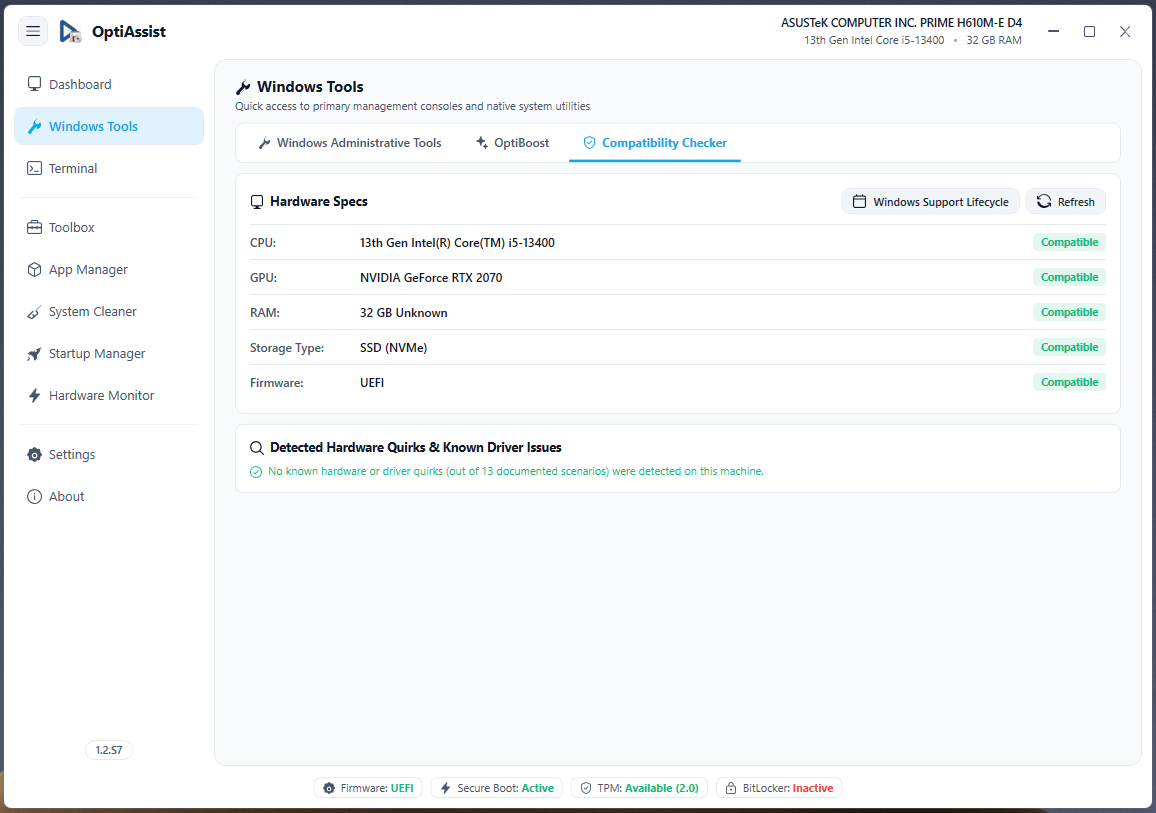 OptiAssist
ASUSTeK COMPUTER INC. PRIME H610M-E D4
13th Gen Intel Core i5-13400 • 32 GB RAM
Dashboard
Windows Tools
Terminal
Toolbox
App Manager
System Cleaner
Startup Manager
Hardware Monitor
Settings
About
1.2.57
Windows Tools
Quick access to primary management consoles and native system utilities
Windows Administrative Tools
OptiBoost
Compatibility Checker
Hardware Specs
Windows Support Lifecycle
Refresh
CPU: 13th Gen Intel(R) Core(TM) i5-13400 Compatible
GPU: NVIDIA GeForce RTX 2070 Compatible
RAM: 32 GB Unknown Compatible
Storage Type: SSD (NVMe) Compatible
Firmware: UEFI Compatible
Detected Hardware Quirks & Known Driver Issues
No known hardware or driver quirks (out of 13 documented scenarios) were detected on this machine.
Firmware: UEFI
Secure Boot: Active
TPM: Available (2.0)
BitLocker: Inactive